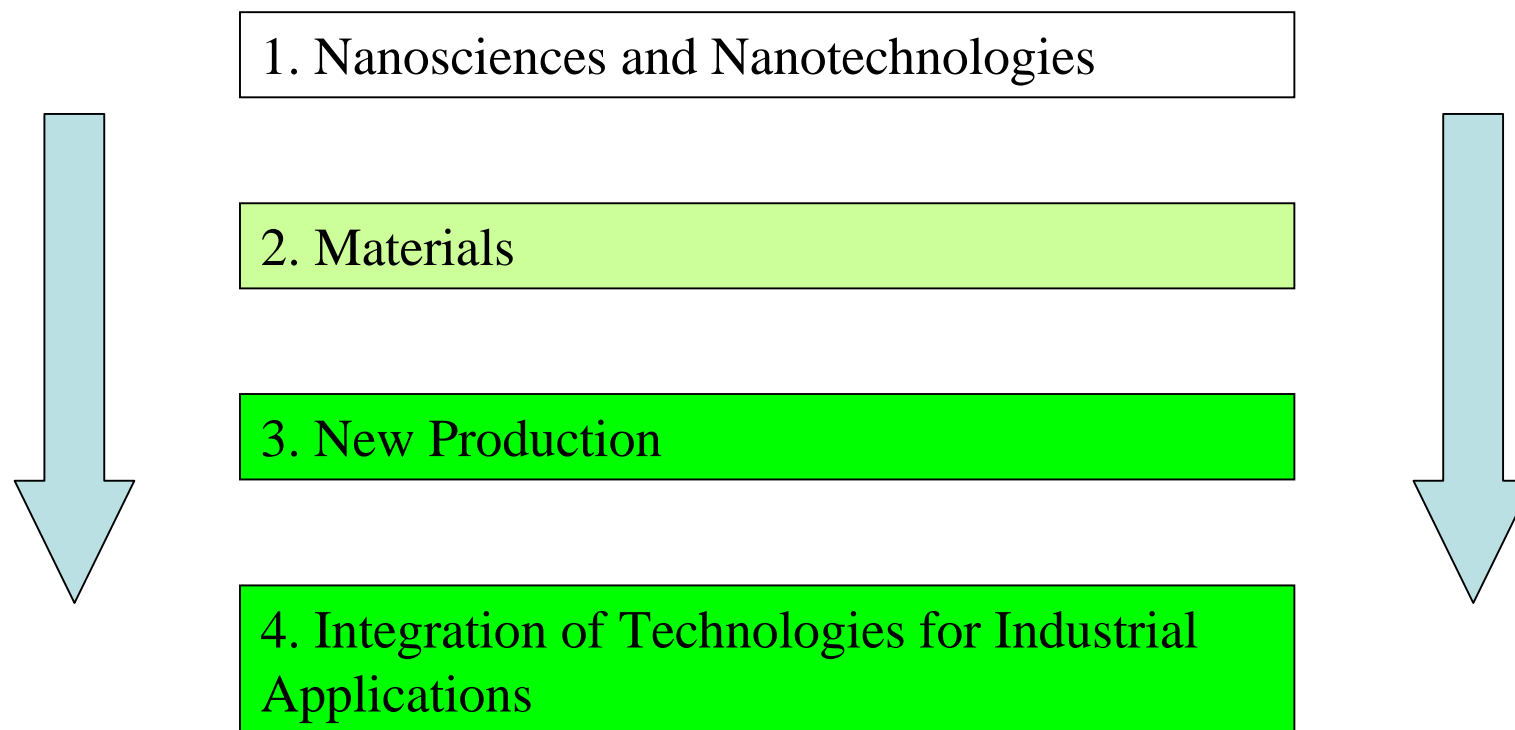 1. Nanosciences and Nanotechnologies
2. Materials
3. New Production
4. Integration of Technologies for Industrial
Applications